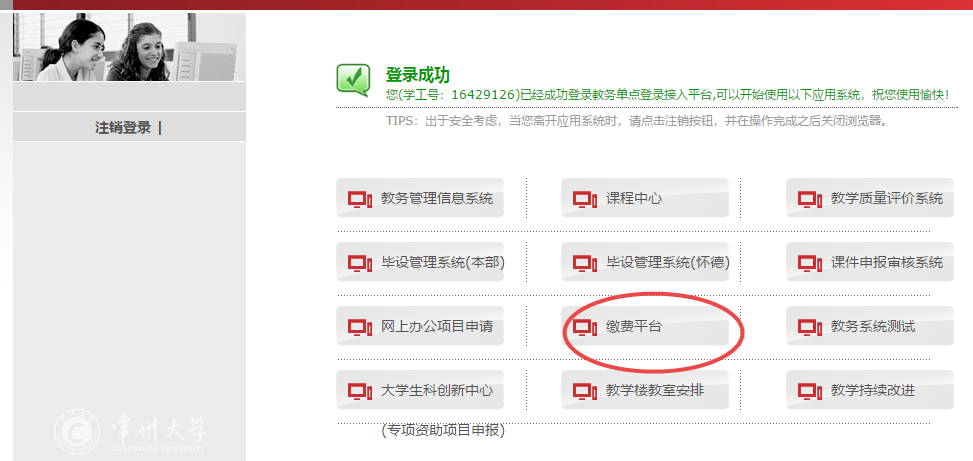 登录成功
您(学工号：16429126)已经成功登录教务单点登录接入平台,可以开始使用以下应用系统，祝您使用愉快！
TIPS：出于安全考虑，当您离开应用系统时，请点击注销按钮，并在操作完成之后关闭浏览器。
注销登录 |
教务管理信息系统
课程中心
教学质量评价系统
毕设管理系统(本部)
毕设管理系统(怀德)
课件申报审核系统
网上办公项目申请
缴费平台
教务系统测试
大学生科创新中心
(专项资助项目申报)
教学楼教室安排
教学持续改进
常州大学
CHANGZHOU UNIVERSITY